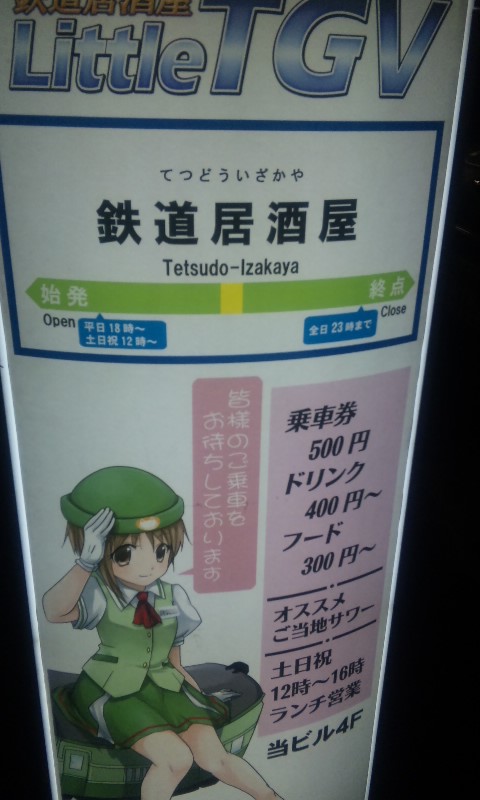 鉄道居酒屋
LittleTGV
てつどういざかや
鉄道居酒屋
Tetsudo-Izakaya
始発
終点
Open
平日18時～
土日祝12時～
全日23時まで
Close
皆様のご乗車を
お待ちしております
乗車券
500円
ドリンク
400円～
フード
300円～
オススメ
ご当地サワー
土日祝
12時～16時
ランチ営業
当ビル4F